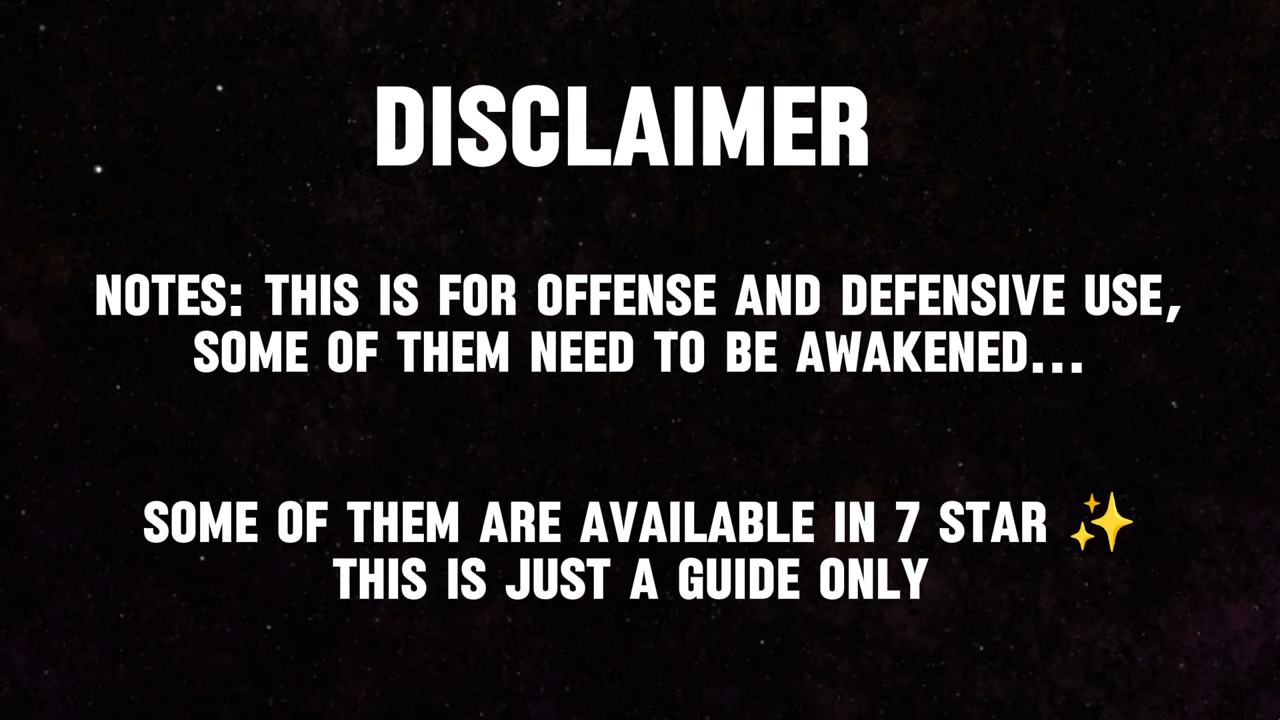 DISCLAIMER
NOTES: THIS IS FOR OFFENSE AND DEFENSIVE USE,
SOME OF THEM NEED TO BE AWAKENED...
SOME OF THEM ARE AVAILABLE IN 7 STAR ✨
THIS IS JUST A GUIDE ONLY